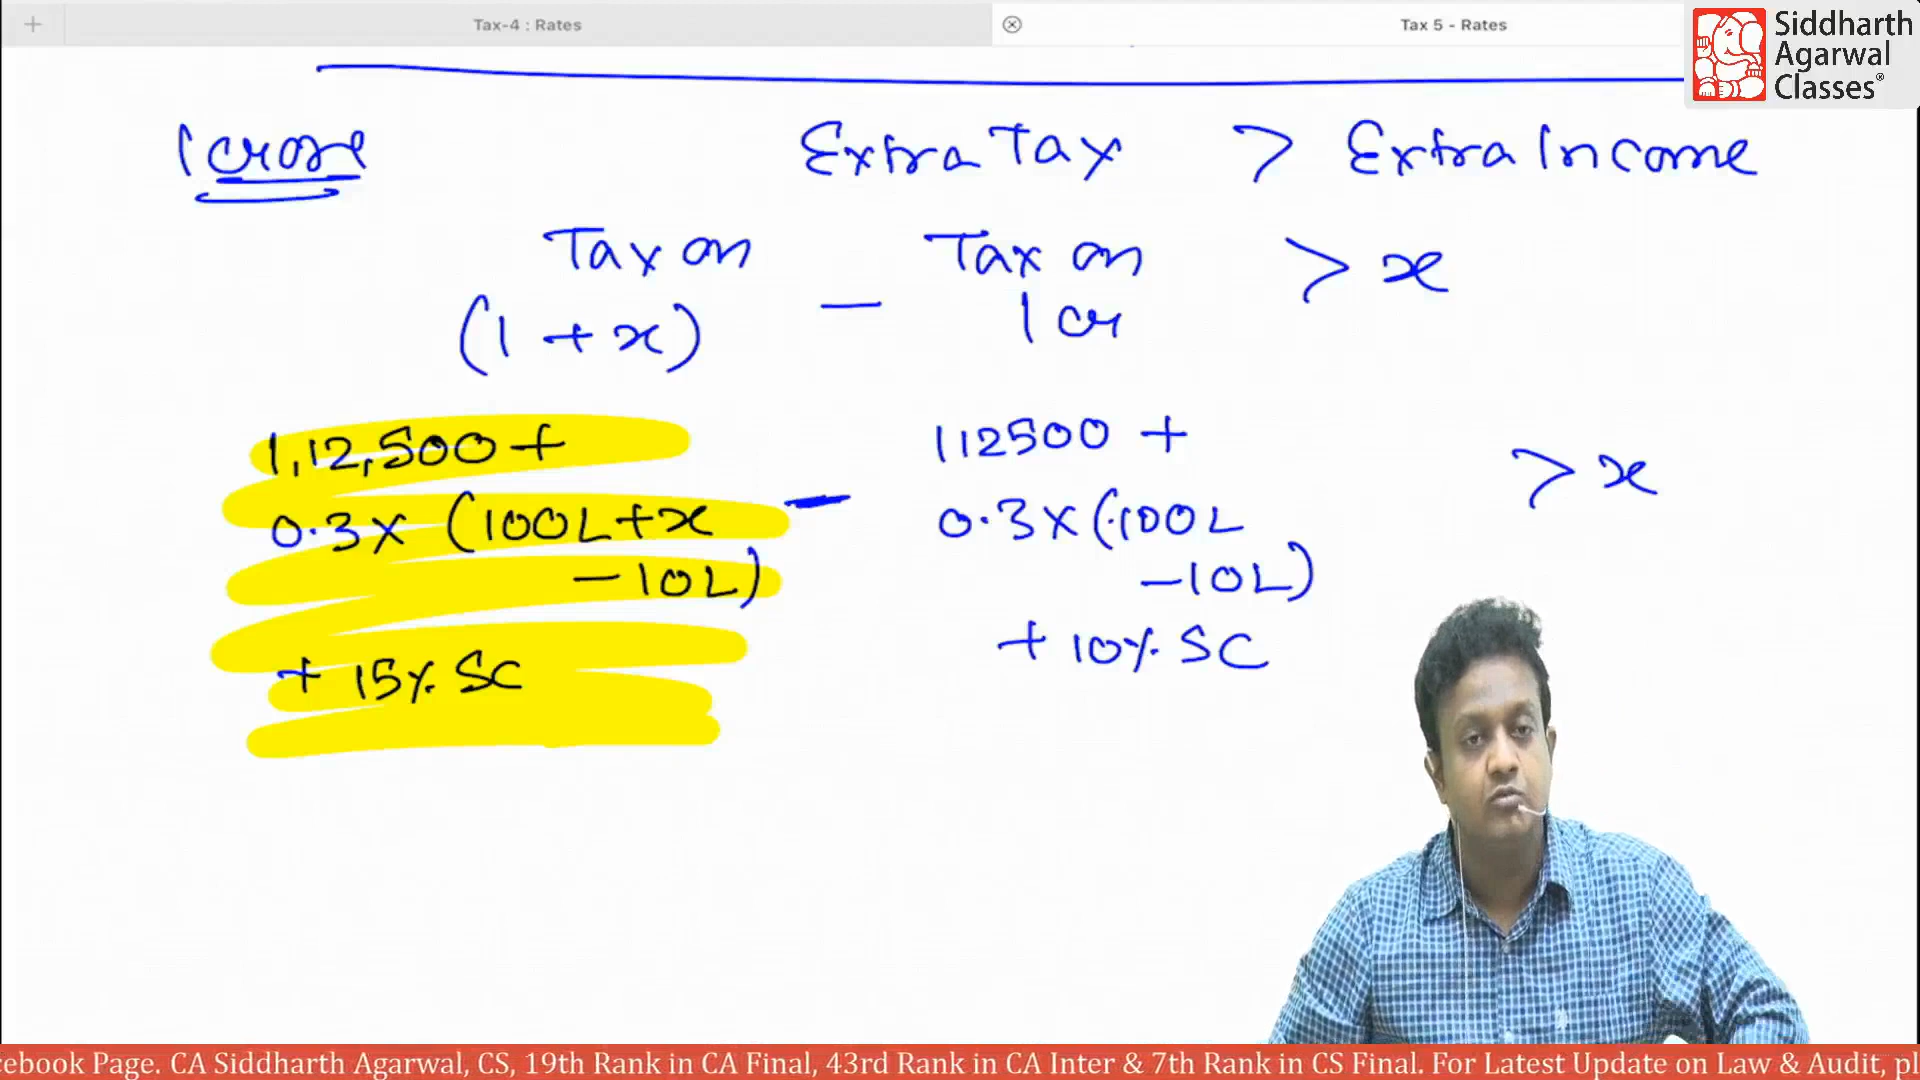 Tax-4 : Rates
Tax 5 - Rates
Siddharth
Agarwal
Classes®
1 crore
Extra Tax > Extra Income
Tax on - Tax on > x
(1 + x) 1 cr
1,12,500 + 112500 +
> x
0.3 x (100L + x - 0.3 x (100L
- 10L) - 10L)
+ 15% SC + 10% SC
cebook Page. CA Siddharth Agarwal, CS, 19th Rank in CA Final, 43rd Rank in CA Inter & 7th Rank in CS Final. For Latest Update on Law & Audit, pl